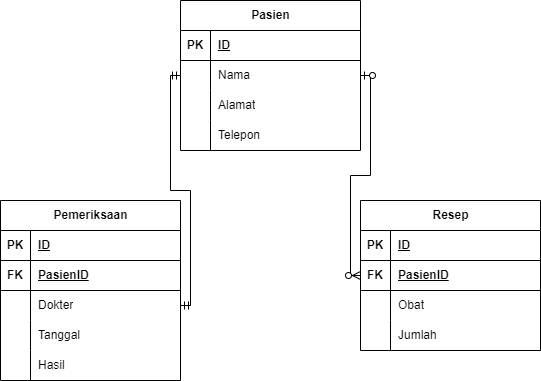 Pasien
PK ID
Nama
Alamat
Telepon
Pemeriksaan
PK ID
FK PasienID
Dokter
Tanggal
Hasil
Resep
PK ID
FK PasienID
Obat
Jumlah